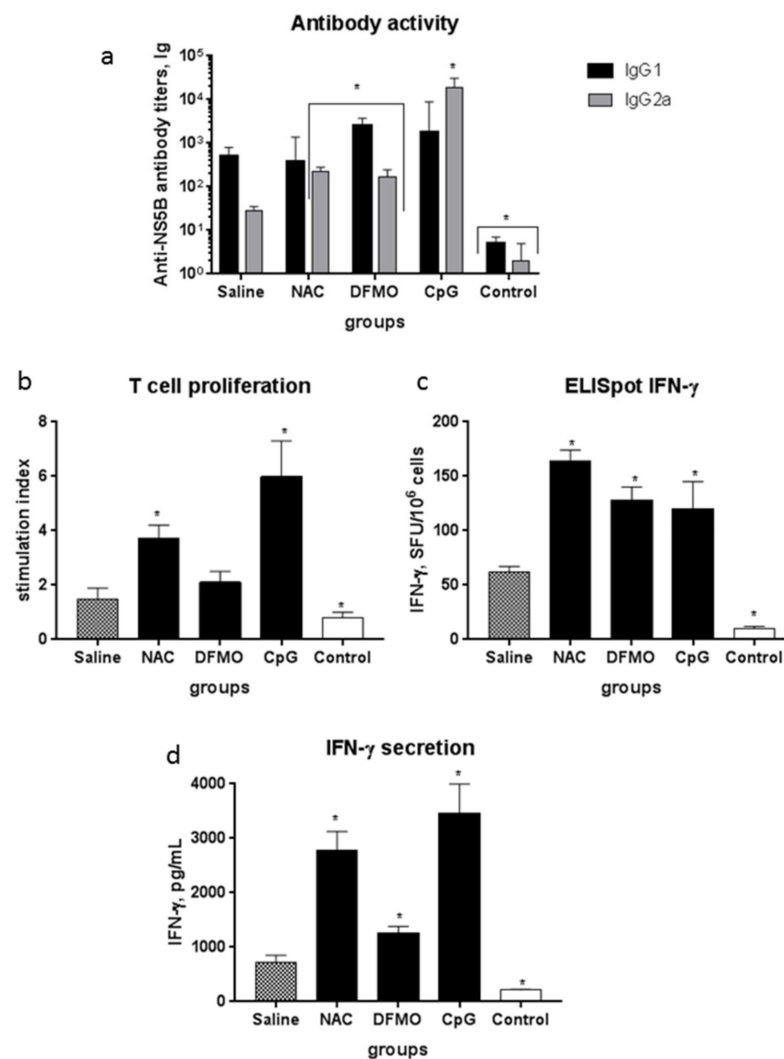 Antibody activity
a
Anti-NS5B antibody titers, Ig
10⁵
10⁴
10³
10²
10¹
10⁰
*
*
*
IgG1
IgG2a
Saline NAC DFMO CpG Control
groups
b
T cell proliferation
stimulation index
8
6
4
2
0
*
*
*
Saline NAC DFMO CpG Control
groups
c
ELISpot IFN-γ
IFN-γ, SFU/10⁶ cells
200
150
100
50
0
*
*
*
*
Saline NAC DFMO CpG Control
groups
d
IFN-γ secretion
IFN-γ, pg/mL
4000
3000
2000
1000
0
*
*
*
*
Saline NAC DFMO CpG Control
groups